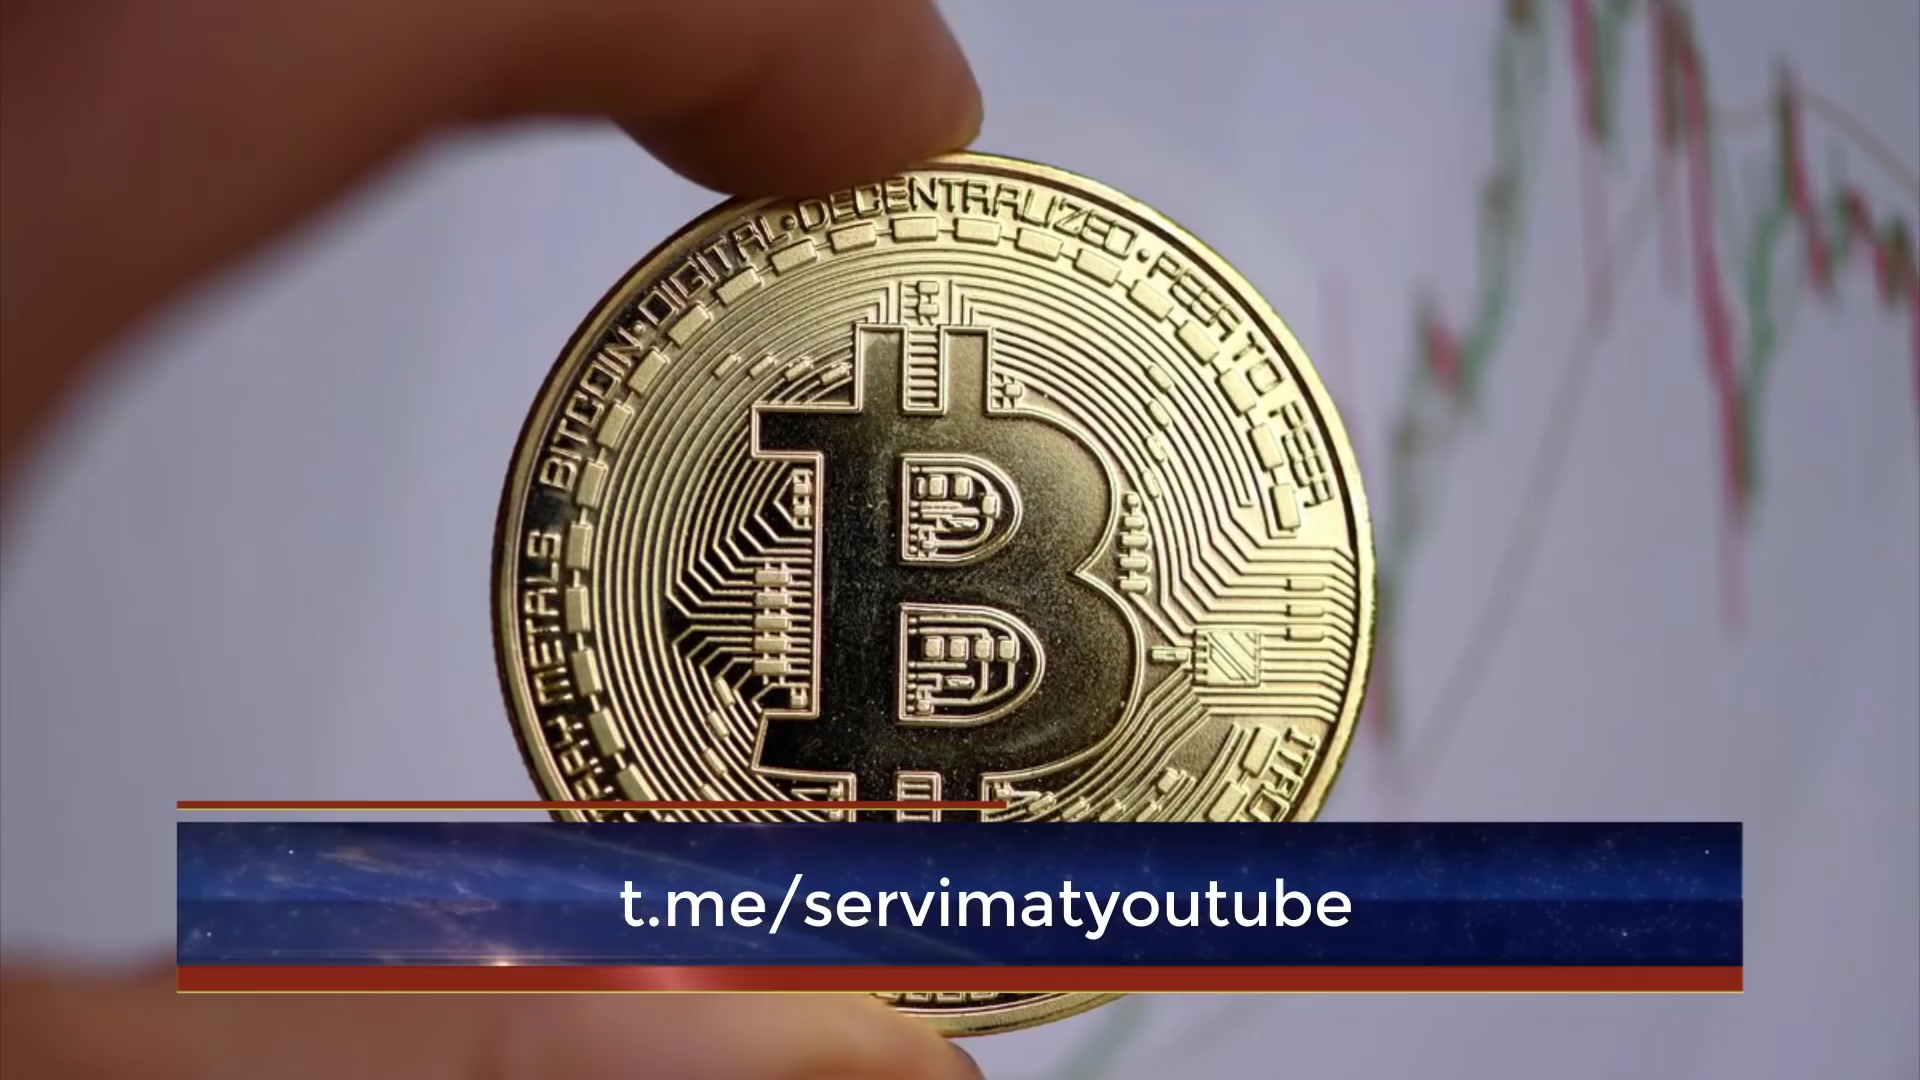 BITCOIN·DIGITAL·DECENTRALIZED·PEER TO PEER
METALS
t.me/servimatyoutube